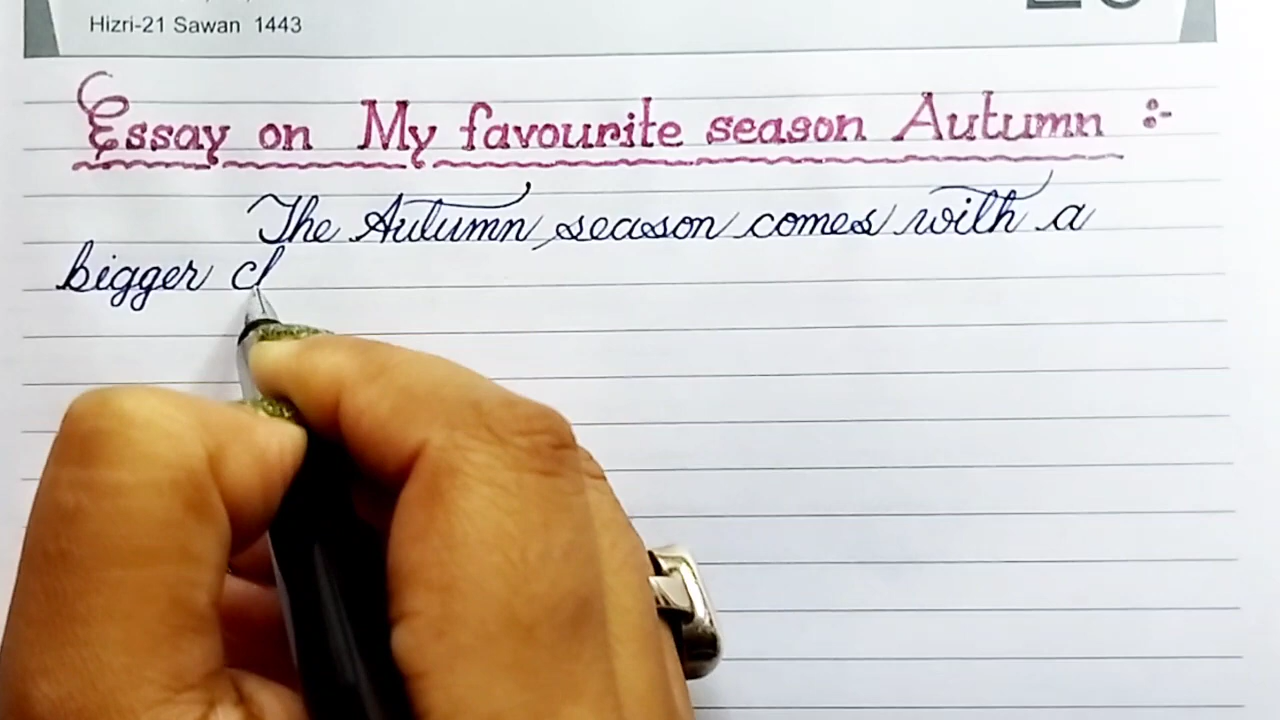 Hizri-21 Sawan 1443
Essay on My favourite season Autumn :-
The Autumn season comes with a
bigger